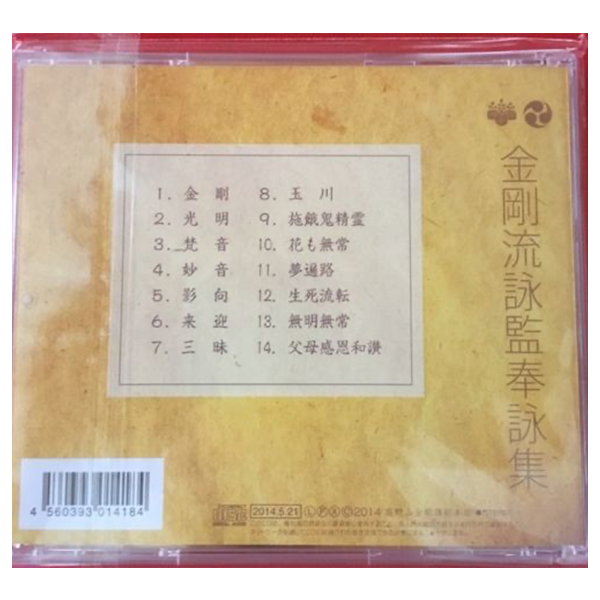 金剛流詠監奉詠集
1. 金剛
2. 光明
3. 梵音
4. 妙音
5. 影向
6. 来迎
7. 三昧
8. 玉川
9. 施餓鬼精霊
10. 花も無常
11. 夢遍路
12. 生死流転
13. 無明無常
14. 父母感恩和讃
4 560393 014184
2014.5.21 ⓁⓅⒶⒸ2014